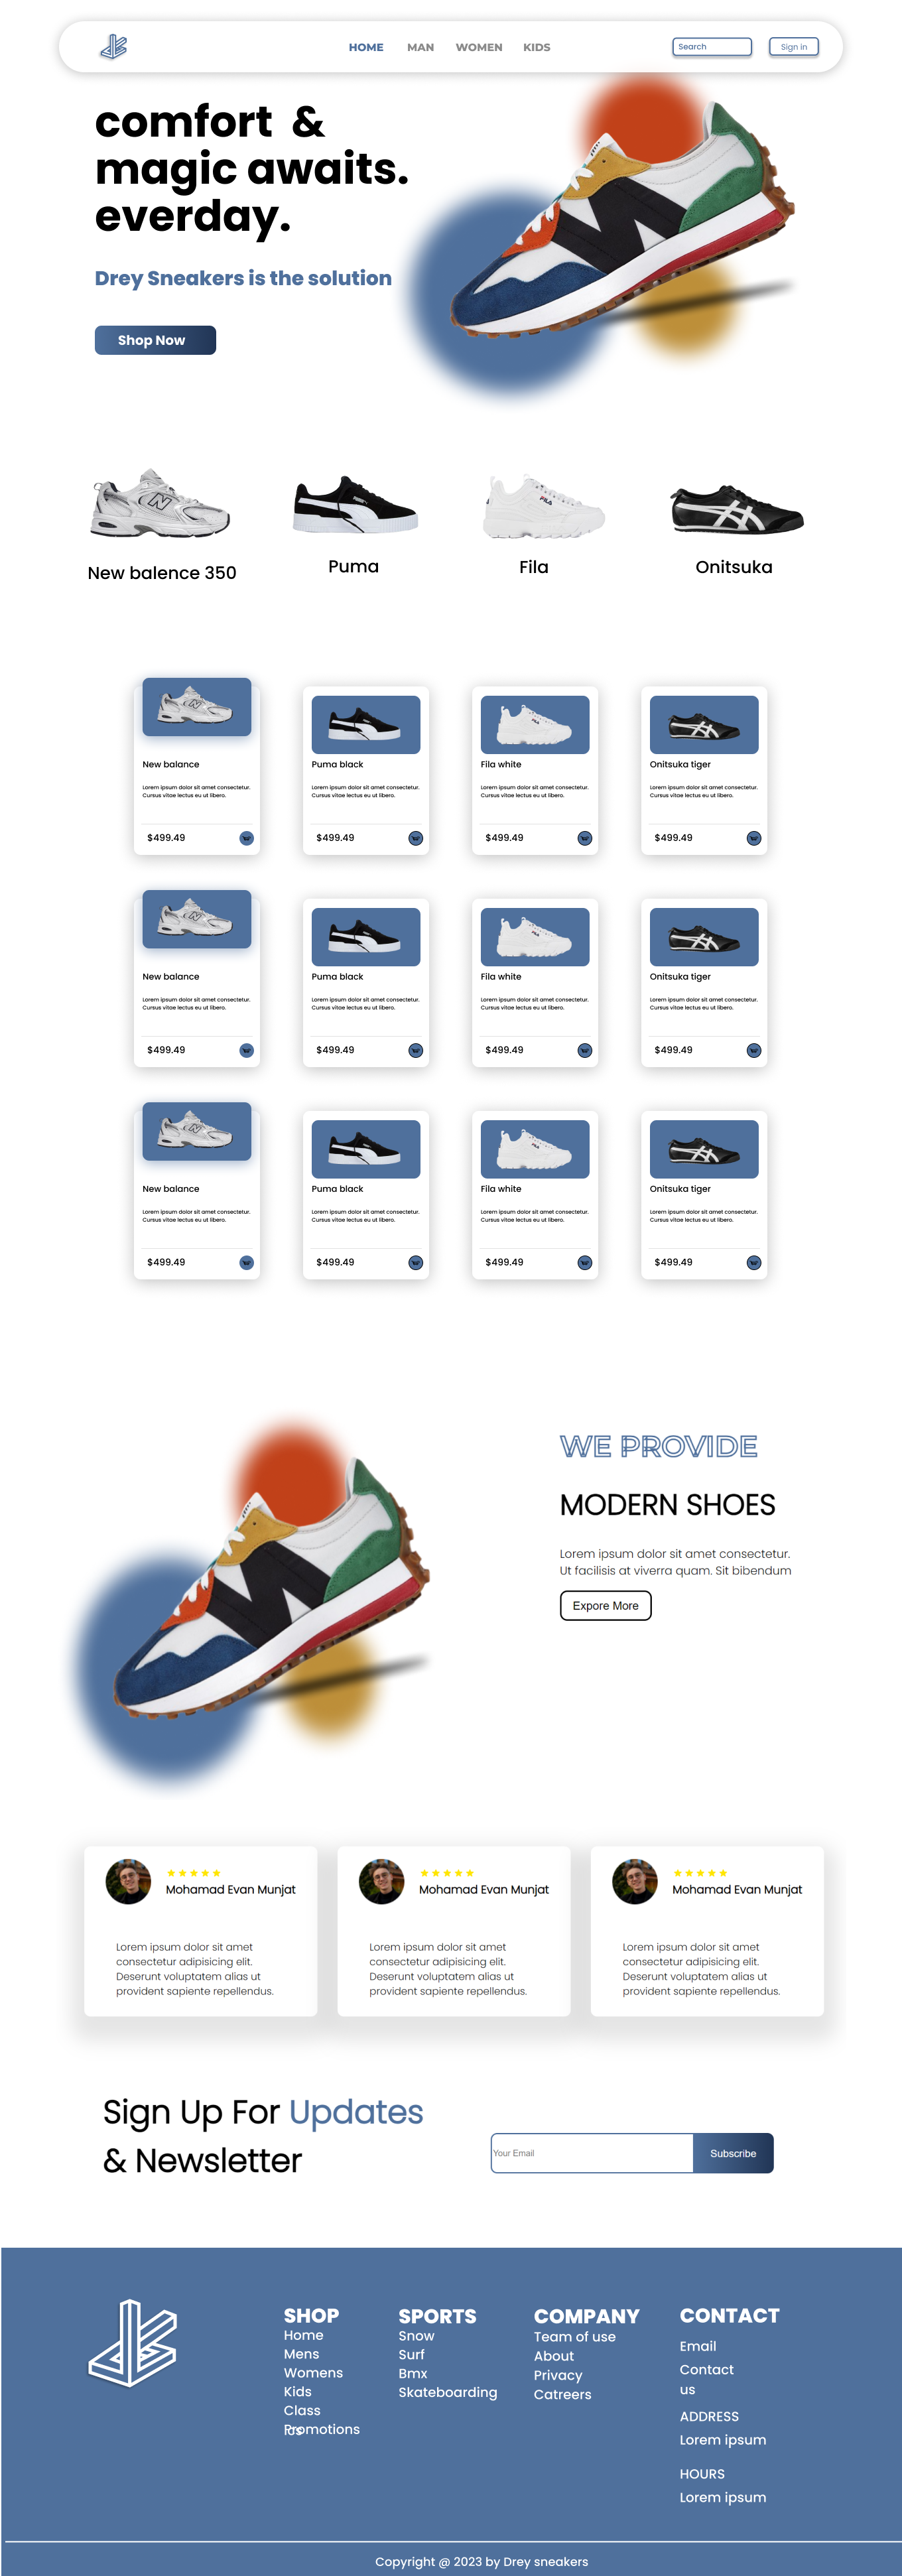 HOME MAN WOMEN KIDS Search Sign in
comfort &
magic awaits.
everday.
Drey Sneakers is the solution
Shop Now
New balence 350
Puma
Fila
Onitsuka
New balance
Lorem ipsum dolor sit amet consectetur.
Cursus vitae lectus eu ut libero.
$499.49
Puma black
Lorem ipsum dolor sit amet consectetur.
Cursus vitae lectus eu ut libero.
$499.49
Fila white
Lorem ipsum dolor sit amet consectetur.
Cursus vitae lectus eu ut libero.
$499.49
Onitsuka tiger
Lorem ipsum dolor sit amet consectetur.
Cursus vitae lectus eu ut libero.
$499.49
New balance
Lorem ipsum dolor sit amet consectetur.
Cursus vitae lectus eu ut libero.
$499.49
Puma black
Lorem ipsum dolor sit amet consectetur.
Cursus vitae lectus eu ut libero.
$499.49
Fila white
Lorem ipsum dolor sit amet consectetur.
Cursus vitae lectus eu ut libero.
$499.49
Onitsuka tiger
Lorem ipsum dolor sit amet consectetur.
Cursus vitae lectus eu ut libero.
$499.49
New balance
Lorem ipsum dolor sit amet consectetur.
Cursus vitae lectus eu ut libero.
$499.49
Puma black
Lorem ipsum dolor sit amet consectetur.
Cursus vitae lectus eu ut libero.
$499.49
Fila white
Lorem ipsum dolor sit amet consectetur.
Cursus vitae lectus eu ut libero.
$499.49
Onitsuka tiger
Lorem ipsum dolor sit amet consectetur.
Cursus vitae lectus eu ut libero.
$499.49
WE PROVIDE
MODERN SHOES
Lorem ipsum dolor sit amet consectetur.
Ut facilisis at viverra quam. Sit bibendum
Expore More
Mohamad Evan Munjat
Lorem ipsum dolor sit amet
consectetur adipisicing elit.
Deserunt voluptatem alias ut
provident sapiente repellendus.
Mohamad Evan Munjat
Lorem ipsum dolor sit amet
consectetur adipisicing elit.
Deserunt voluptatem alias ut
provident sapiente repellendus.
Mohamad Evan Munjat
Lorem ipsum dolor sit amet
consectetur adipisicing elit.
Deserunt voluptatem alias ut
provident sapiente repellendus.
Sign Up For Updates
& Newsletter
Your Email
Subscribe
SHOP
Home
Mens
Womens
Kids
Class
Promotions
SPORTS
Snow
Surf
Bmx
Skateboarding
COMPANY
Team of use
About
Privacy
Catreers
CONTACT
Email
Contact
us
ADDRESS
Lorem ipsum
HOURS
Lorem ipsum
Copyright @ 2023 by Drey sneakers